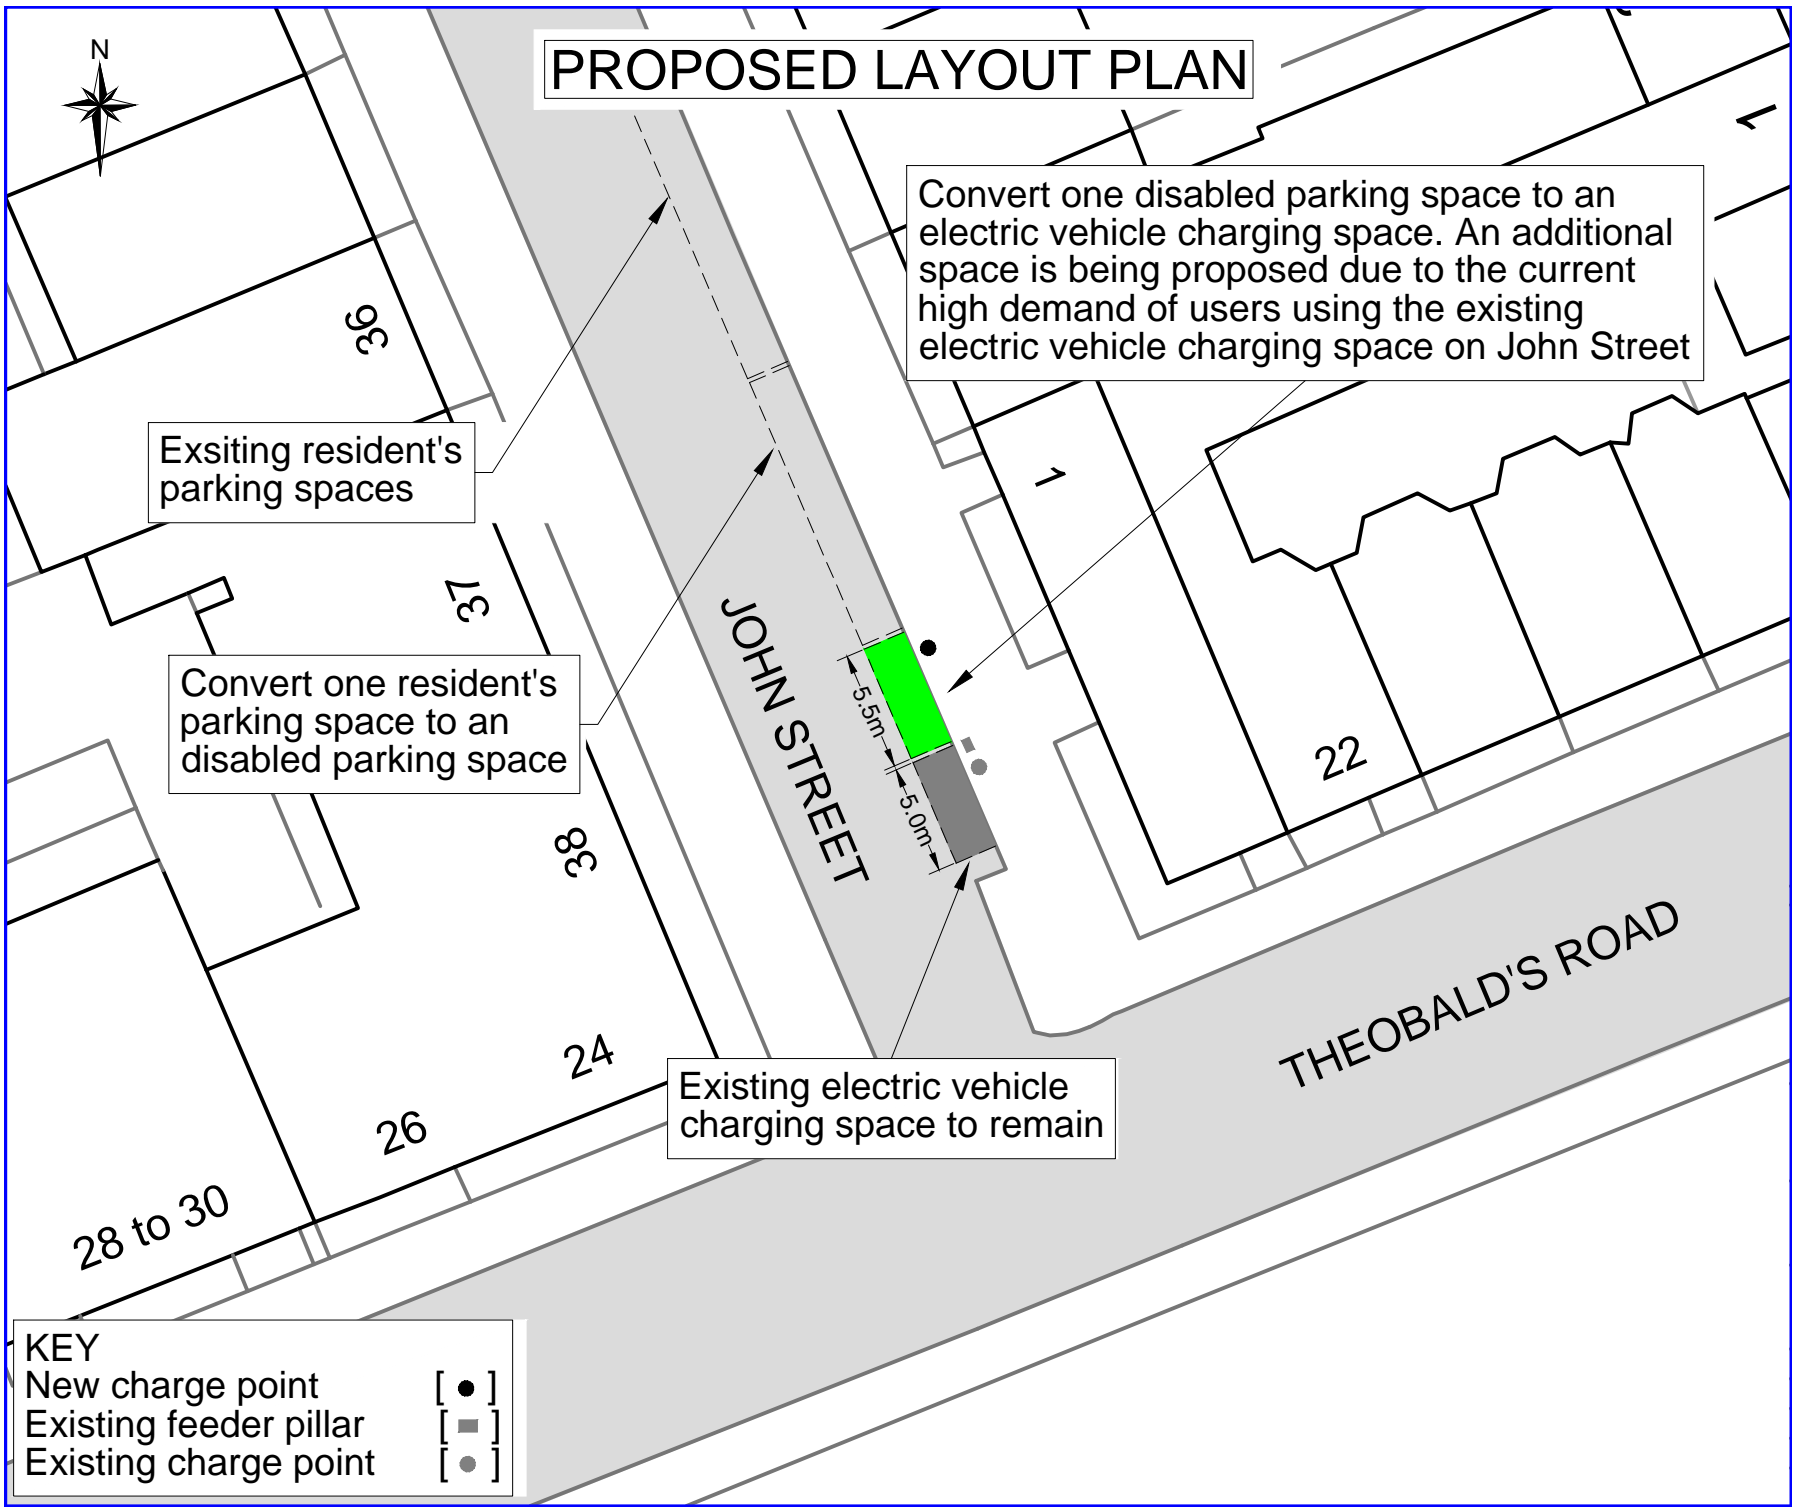 N
PROPOSED LAYOUT PLAN
1
Convert one disabled parking space to an
electric vehicle charging space. An additional
space is being proposed due to the current
high demand of users using the existing
electric vehicle charging space on John Street
36
Exsiting resident's
parking spaces
1
37
JOHN STREET
Convert one resident's
parking space to an
disabled parking space
5.5m
5.0m
22
38
THEOBALD'S ROAD
24
Existing electric vehicle
charging space to remain
26
28 to 30
KEY
New charge point [ ]
Existing feeder pillar [ ]
Existing charge point [ ]